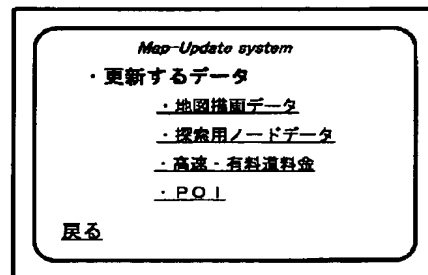 Map-Update system
・更新するデータ
・地図描画データ
・探索用ノードデータ
・高速・有料道料金
・POI
戻る